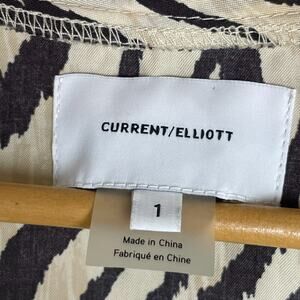 CURRENT/ELLIOTT
1
Made in China
Fabriqué en Chine